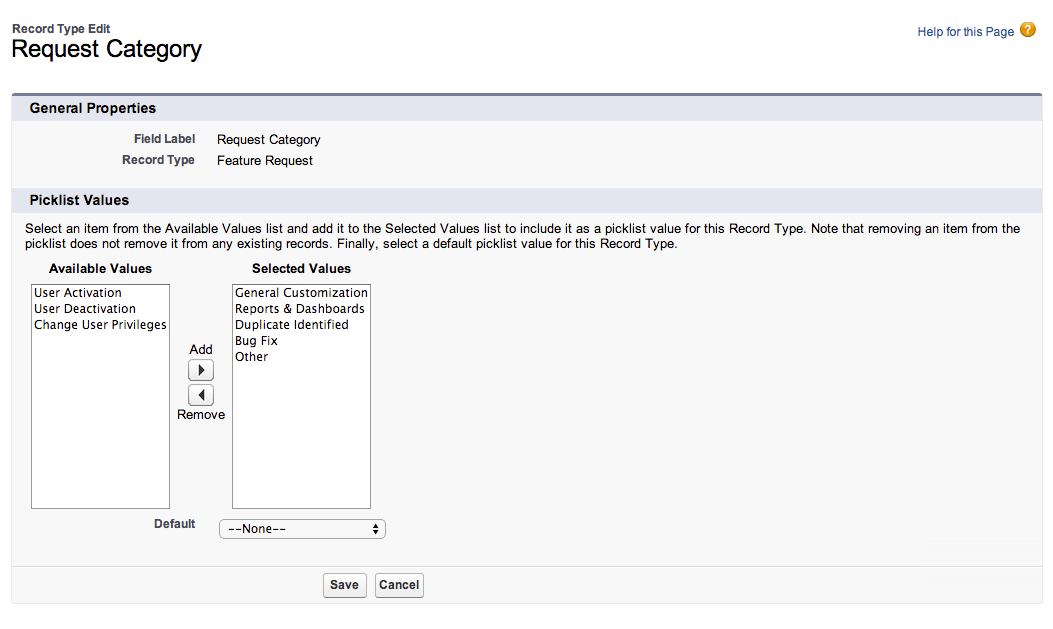 Record Type Edit
Request Category
Help for this Page ?
General Properties
Field Label Request Category
Record Type Feature Request
Picklist Values
Select an item from the Available Values list and add it to the Selected Values list to include it as a picklist value for this Record Type. Note that removing an item from the
picklist does not remove it from any existing records. Finally, select a default picklist value for this Record Type.
Available Values
User Activation
User Deactivation
Change User Privileges
Add
Remove
Selected Values
General Customization
Reports & Dashboards
Duplicate Identified
Bug Fix
Other
Default --None--
Save Cancel